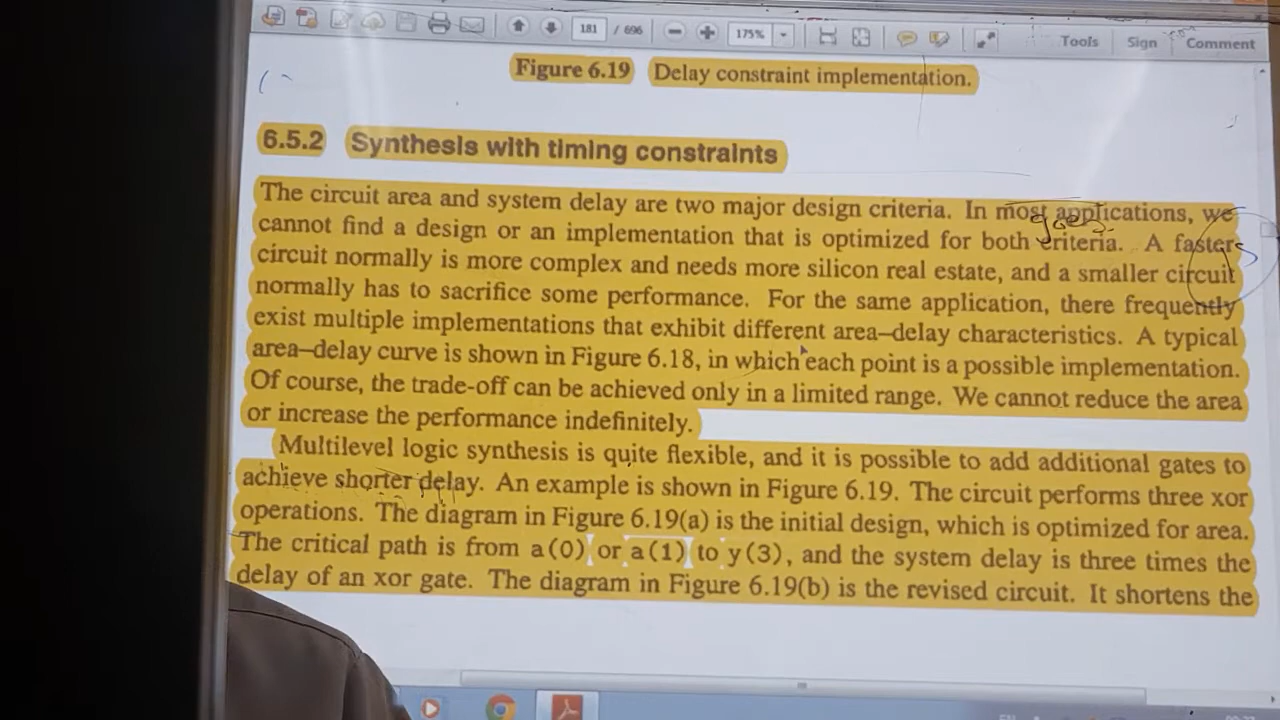 181 / 696 175% Tools Sign Comment
Figure 6.19 Delay constraint implementation.
6.5.2 Synthesis with timing constraints
The circuit area and system delay are two major design criteria. In most applications, we
cannot find a design or an implementation that is optimized for both criteria. A faster
circuit normally is more complex and needs more silicon real estate, and a smaller circuit
normally has to sacrifice some performance. For the same application, there frequently
exist multiple implementations that exhibit different area–delay characteristics. A typical
area–delay curve is shown in Figure 6.18, in which each point is a possible implementation.
Of course, the trade-off can be achieved only in a limited range. We cannot reduce the area
or increase the performance indefinitely.
Multilevel logic synthesis is quite flexible, and it is possible to add additional gates to
achieve shorter delay. An example is shown in Figure 6.19. The circuit performs three xor
operations. The diagram in Figure 6.19(a) is the initial design, which is optimized for area.
The critical path is from a(0) or a(1) to y(3), and the system delay is three times the
delay of an xor gate. The diagram in Figure 6.19(b) is the revised circuit. It shortens the